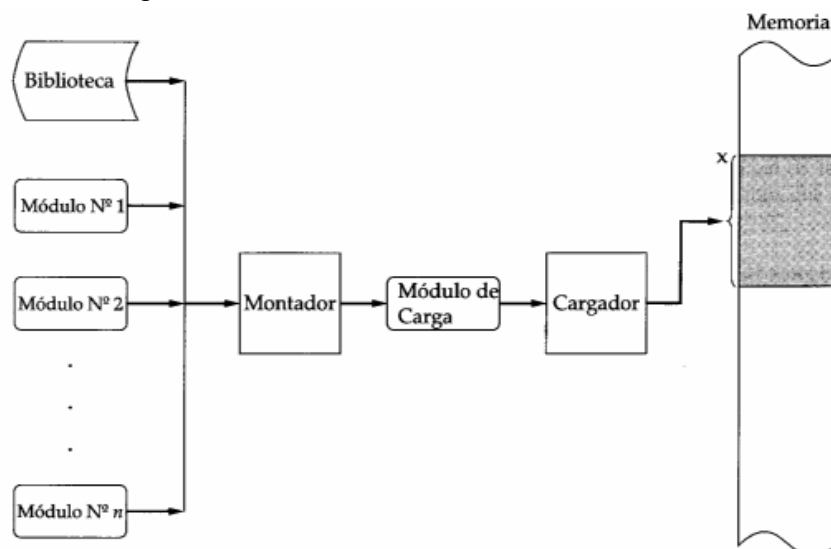 Memoria
Biblioteca
x
Módulo Nº 1
Módulo Nº 2
Montador
Módulo de
Carga
Cargador
Módulo Nº n